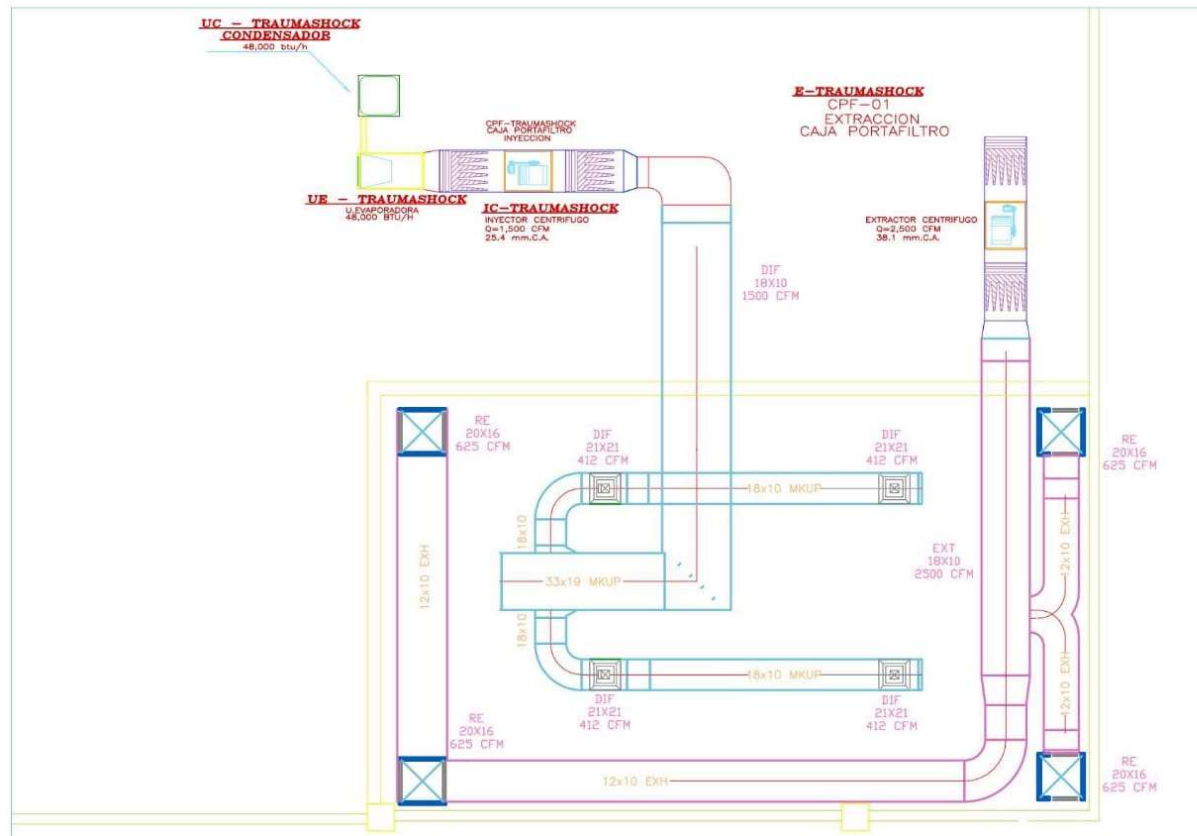 UC – TRAUMASHOCK
CONDENSADOR
48,000 btu/h
E–TRAUMASHOCK
CPF–01
EXTRACCION
CAJA PORTAFILTRO
CPF–TRAUMASHOCK
CAJA PORTAFILTRO
INYECCION
UE – TRAUMASHOCK
U.EVAPORADORA
48,000 BTU/H
IC–TRAUMASHOCK
INYECTOR CENTRIFUGO
Q=1,500 CFM
25.4 mm.C.A.
EXTRACTOR CENTRIFUGO
Q=2,500 CFM
38.1 mm.C.A.
DIF
18X10
1500 CFM
RE
20X16
625 CFM
DIF
21X21
412 CFM
DIF
21X21
412 CFM
RE
20X16
625 CFM
18x10 MKUP
18x10
12x10 EXH
33x19 MKUP
EXT
18X10
2500 CFM
12x10 EXH
18x10
12x10 EXH
18x10 MKUP
DIF
21X21
412 CFM
DIF
21X21
412 CFM
RE
20X16
625 CFM
12x10 EXH
RE
20X16
625 CFM